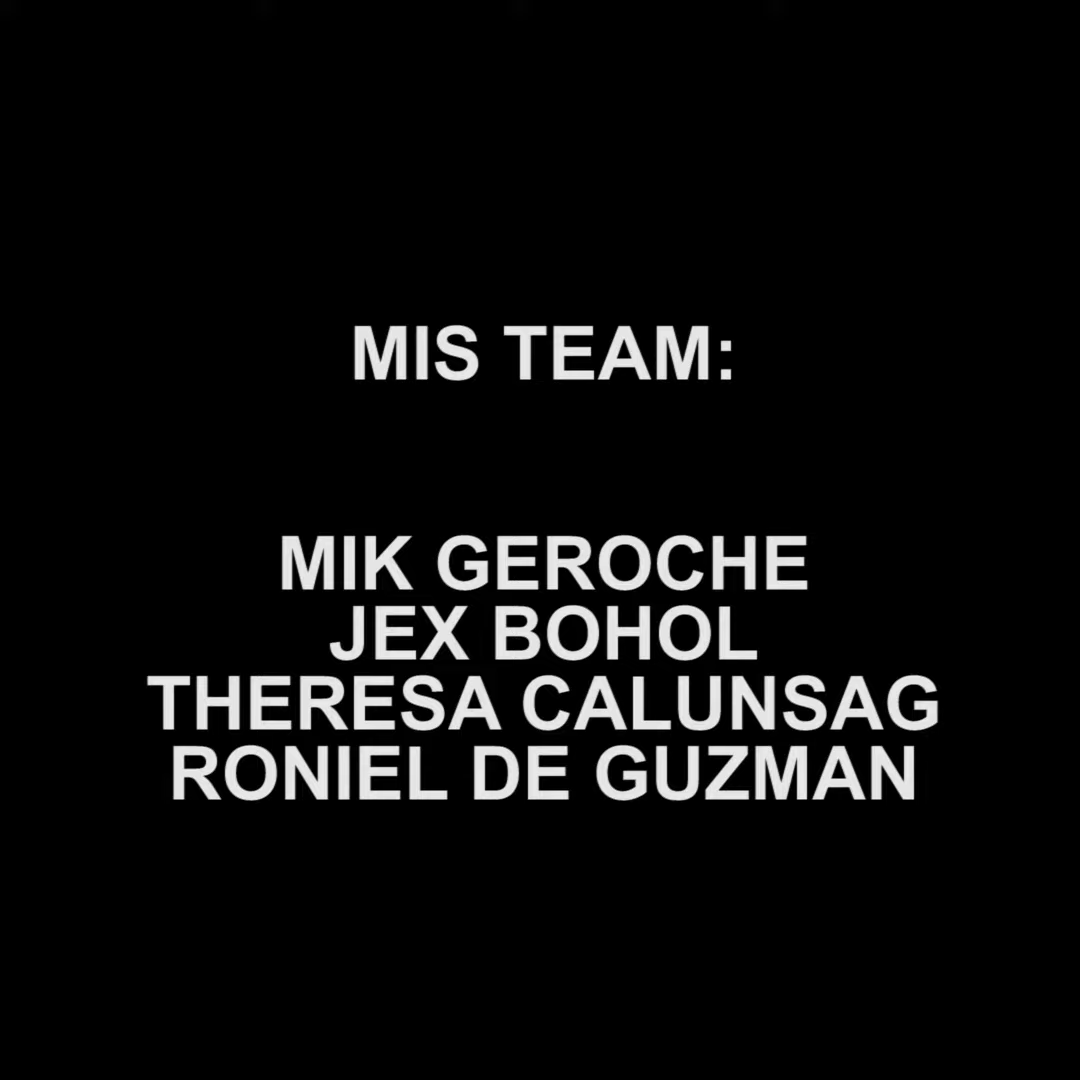 MIS TEAM:
MIK GEROCHE
JEX BOHOL
THERESA CALUNSAG
RONIEL DE GUZMAN